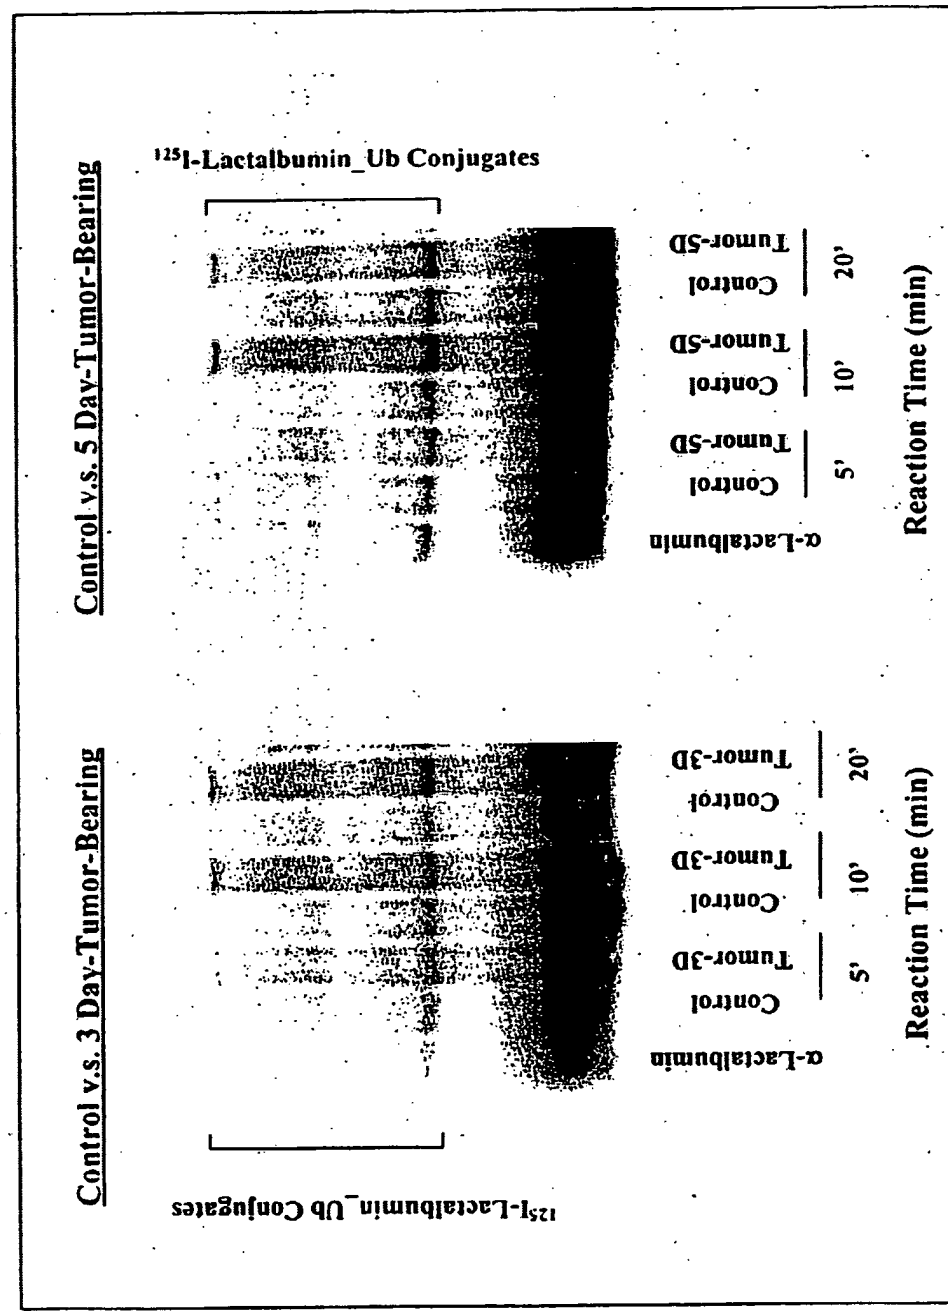 Control v.s. 3 Day-Tumor-Bearing
¹²⁵I-Lactalbumin_Ub Conjugates
α-Lactalbumin
Control
Tumor-3D
Control
Tumor-3D
Control
Tumor-3D
5'
10'
20'
Reaction Time (min)
Control v.s. 5 Day-Tumor-Bearing
¹²⁵I-Lactalbumin_Ub Conjugates
α-Lactalbumin
Control
Tumor-5D
Control
Tumor-5D
Control
Tumor-5D
5'
10'
20'
Reaction Time (min)